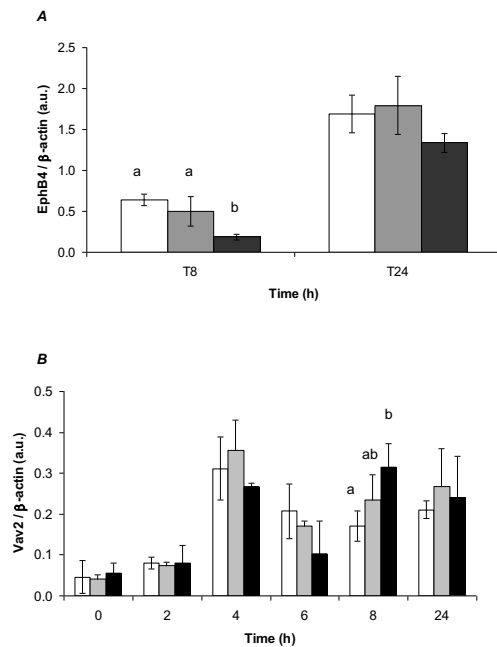 A
EphB4 / β-actin (a.u.)
2.5
2.0
1.5
1.0
0.5
0.0
a
a
b
T8
T24
Time (h)
B
Vav2 / β-actin (a.u.)
0.5
0.4
0.3
0.2
0.1
0.0
a
ab
b
0
2
4
6
8
24
Time (h)